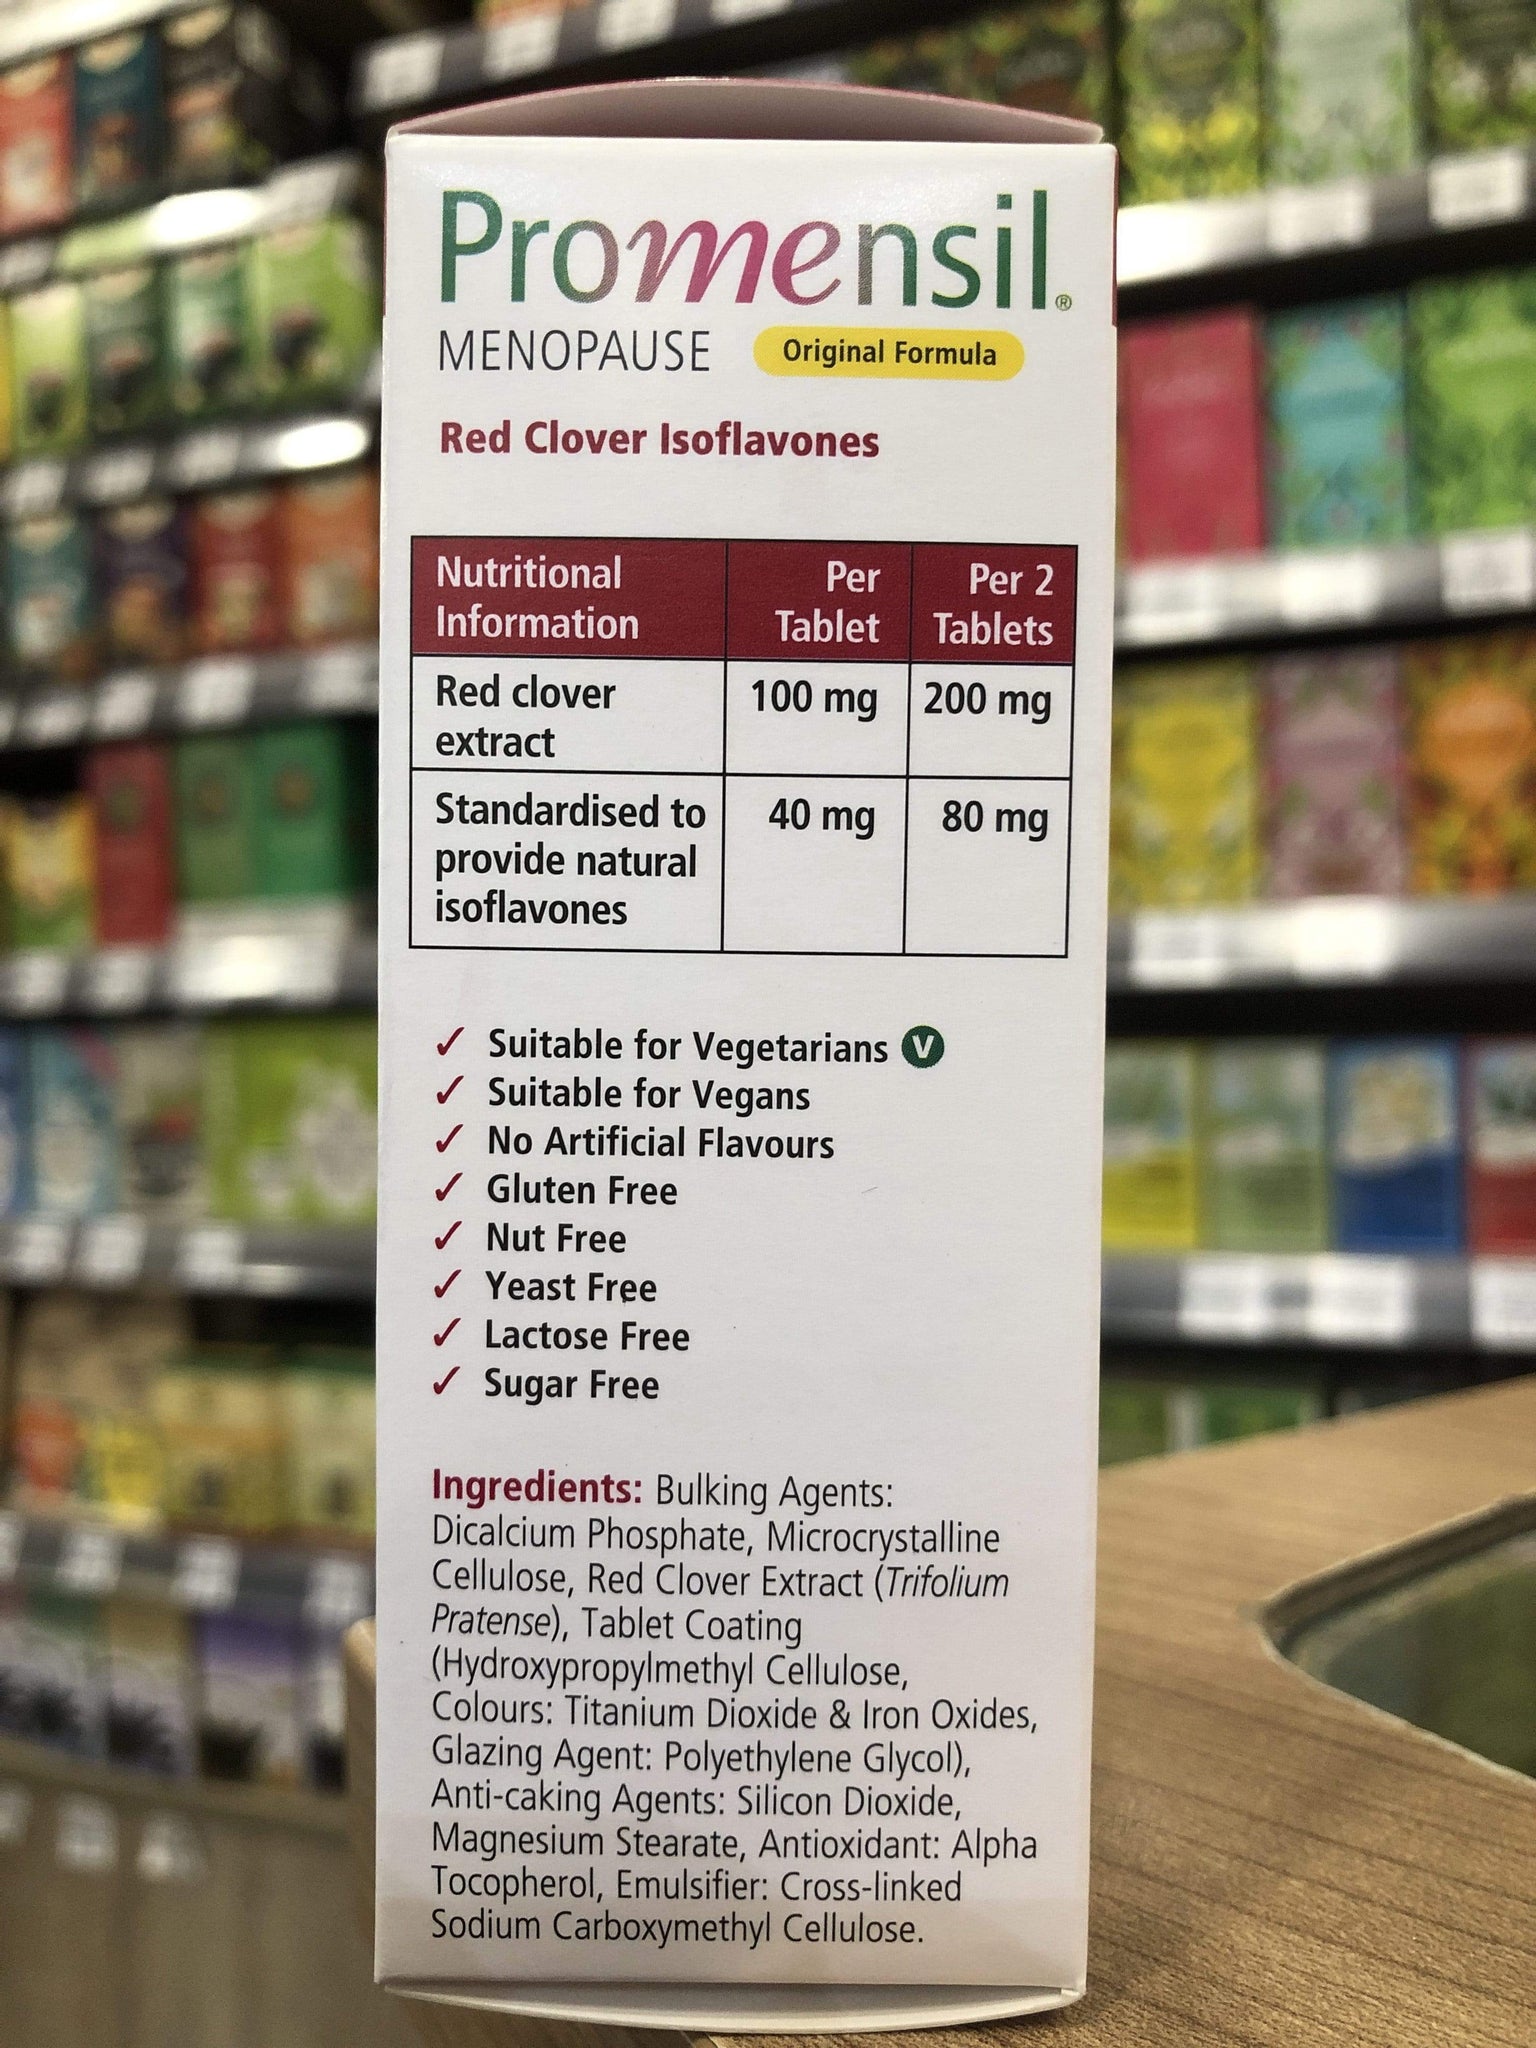 Promensil®
MENOPAUSE Original Formula
Red Clover Isoflavones
Nutritional Information Per Tablet Per 2 Tablets
Red clover extract 100 mg 200 mg
Standardised to provide natural isoflavones 40 mg 80 mg
✓ Suitable for Vegetarians V
✓ Suitable for Vegans
✓ No Artificial Flavours
✓ Gluten Free
✓ Nut Free
✓ Yeast Free
✓ Lactose Free
✓ Sugar Free
Ingredients: Bulking Agents:
Dicalcium Phosphate, Microcrystalline
Cellulose, Red Clover Extract (Trifolium
Pratense), Tablet Coating
(Hydroxypropylmethyl Cellulose,
Colours: Titanium Dioxide & Iron Oxides,
Glazing Agent: Polyethylene Glycol),
Anti-caking Agents: Silicon Dioxide,
Magnesium Stearate, Antioxidant: Alpha
Tocopherol, Emulsifier: Cross-linked
Sodium Carboxymethyl Cellulose.